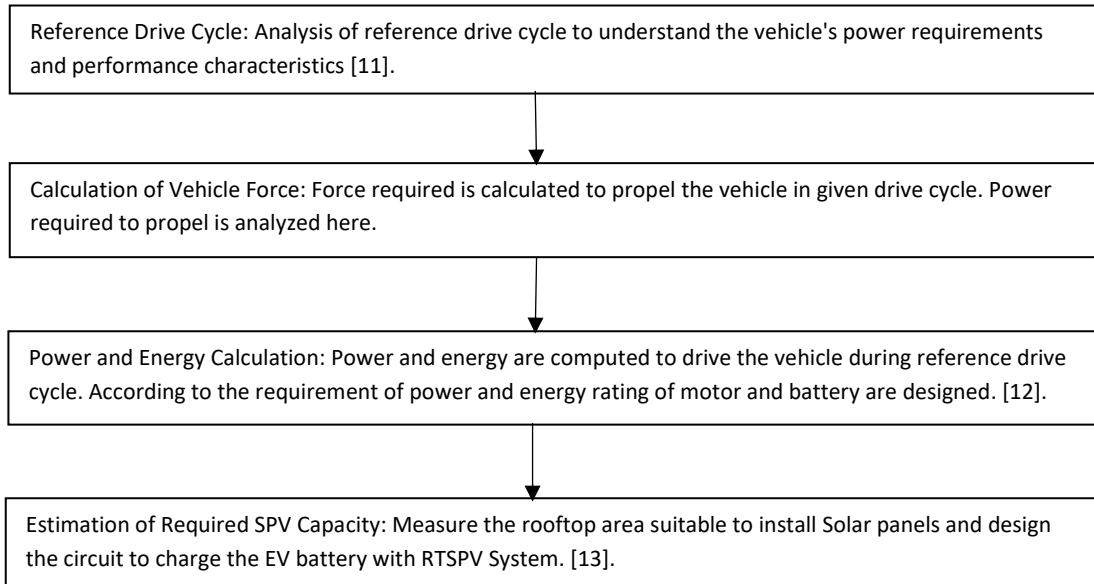 Reference Drive Cycle: Analysis of reference drive cycle to understand the vehicle's power requirements
and performance characteristics [11].
Calculation of Vehicle Force: Force required is calculated to propel the vehicle in given drive cycle. Power
required to propel is analyzed here.
Power and Energy Calculation: Power and energy are computed to drive the vehicle during reference drive
cycle. According to the requirement of power and energy rating of motor and battery are designed. [12].
Estimation of Required SPV Capacity: Measure the rooftop area suitable to install Solar panels and design
the circuit to charge the EV battery with RTSPV System. [13].